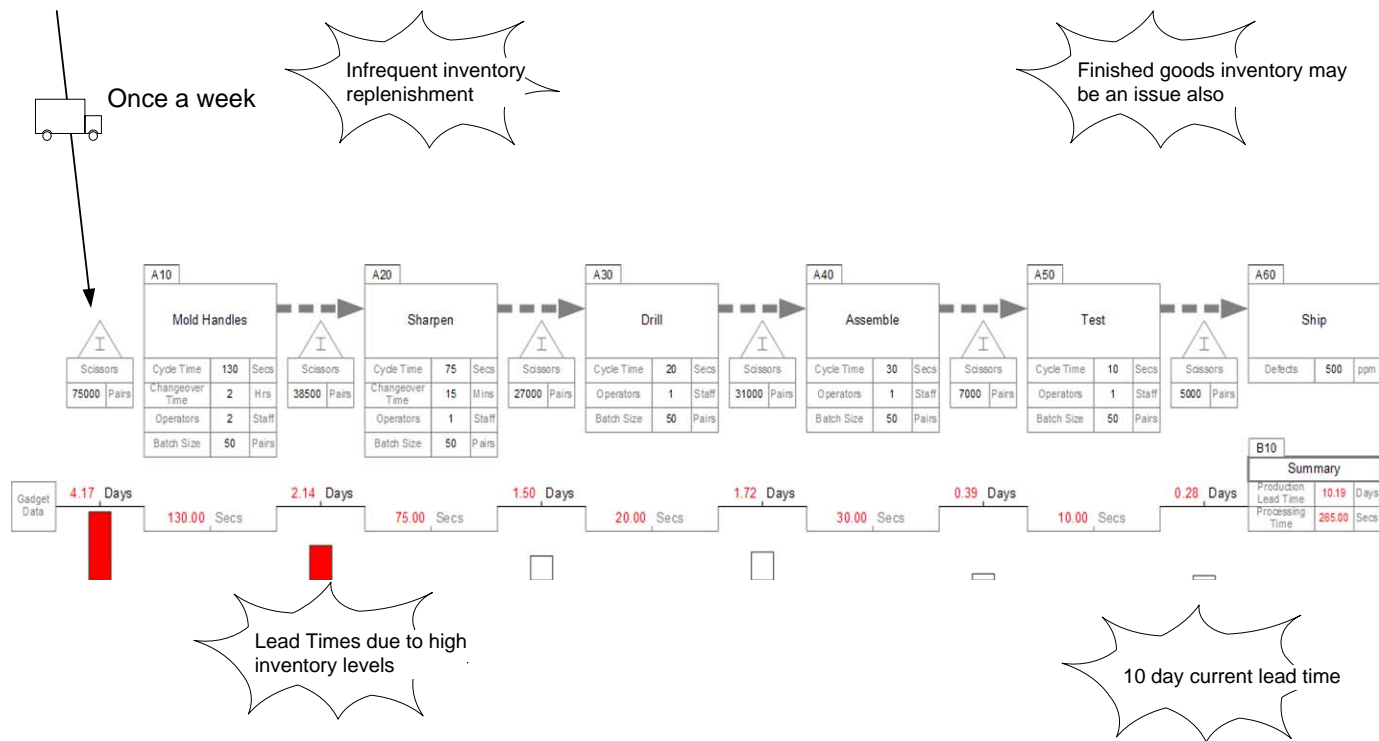 Once a week
Infrequent inventory
replenishment
Finished goods inventory may
be an issue also
A10
Mold Handles
Cycle Time 130 Secs
Changeover
Time 2 Hrs
Operators 2 Staff
Batch Size 50 Pairs
A20
Sharpen
Cycle Time 75 Secs
Changeover
Time 15 Mins
Operators 1 Staff
Batch Size 50 Pairs
A30
Drill
Cycle Time 20 Secs
Operators 1 Staff
Batch Size 50 Pairs
A40
Assemble
Cycle Time 30 Secs
Operators 1 Staff
Batch Size 50 Pairs
A50
Test
Cycle Time 10 Secs
Operators 1 Staff
Batch Size 50 Pairs
A60
Ship
Defects 500 ppm
I
Scissors
75000 Pairs
I
Scissors
38500 Pairs
I
Scissors
27000 Pairs
I
Scissors
31000 Pairs
I
Scissors
7000 Pairs
I
Scissors
5000 Pairs
Gadget
Data
4.17 Days
130.00 Secs
2.14 Days
75.00 Secs
1.50 Days
20.00 Secs
1.72 Days
30.00 Secs
0.39 Days
10.00 Secs
0.28 Days
B10
Summary
Production
Lead Time 10.19 Days
Processing
Time 265.00 Secs
Lead Times due to high
inventory levels
10 day current lead time